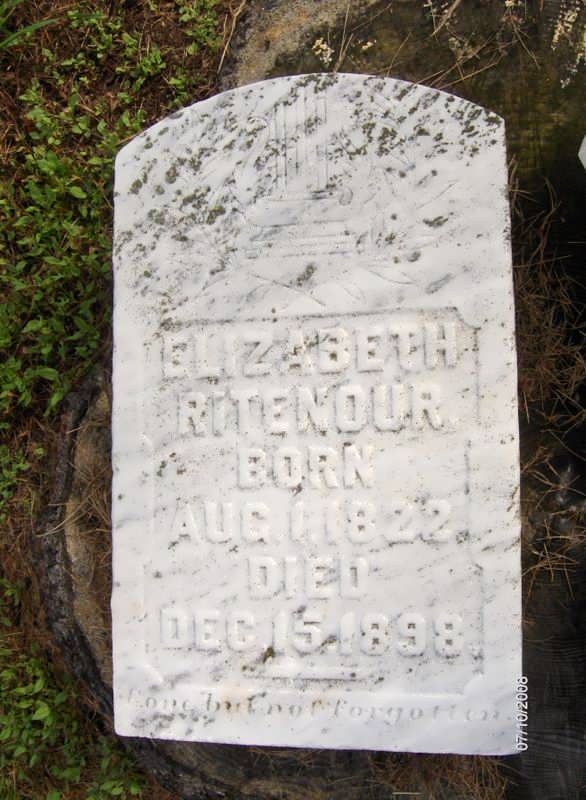 ELIZABETH
RITENOUR.
BORN
AUG. 1, 1822.
DIED
DEC. 15, 1898.
Gone but not forgotten.
07/10/2008